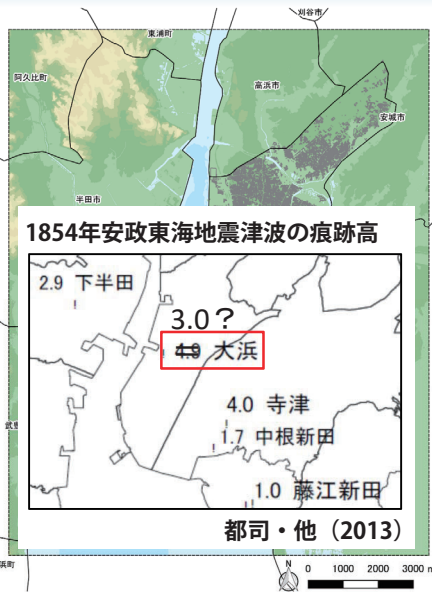 刈谷市
東浦町
阿久比町
高浜市
安城市
半田市
1854年安政東海地震津波の痕跡高
2.9 下半田
3.0？
4.9 大浜
4.0 寺津
1.7 中根新田
1.0 藤江新田
都司・他（2013）
N
0 1000 2000 3000 m